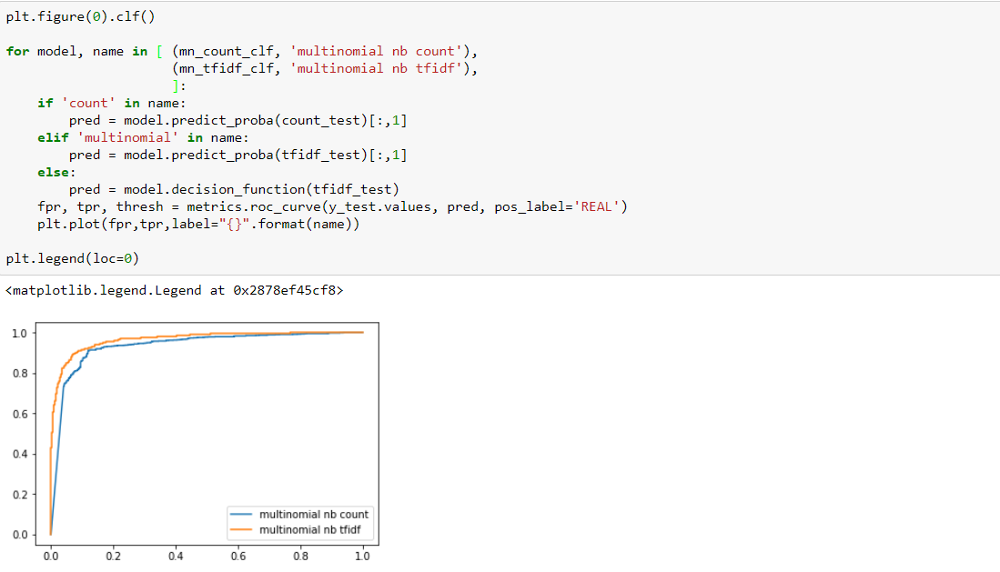 plt.figure(0).clf()
for model, name in [ (mn_count_clf, 'multinomial nb count'),
                     (mn_tfidf_clf, 'multinomial nb tfidf'),
                     ]:
    if 'count' in name:
        pred = model.predict_proba(count_test)[:,1]
    elif 'multinomial' in name:
        pred = model.predict_proba(tfidf_test)[:,1]
    else:
        pred = model.decision_function(tfidf_test)
    fpr, tpr, thresh = metrics.roc_curve(y_test.values, pred, pos_label='REAL')
    plt.plot(fpr,tpr,label="{}".format(name))
plt.legend(loc=0)
<matplotlib.legend.Legend at 0x2878ef45cf8>
1.0
0.8
0.6
0.4
0.2
0.0
multinomial nb count
multinomial nb tfidf
0.0 0.2 0.4 0.6 0.8 1.0